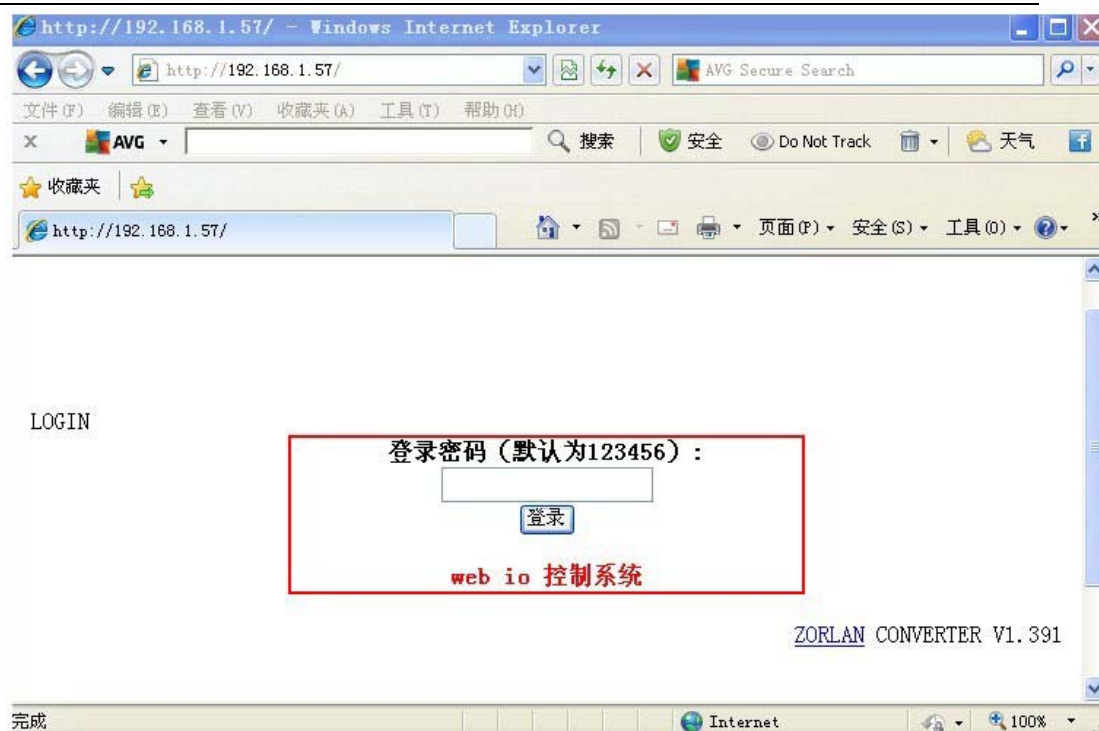 http://192.168.1.57/ - Windows Internet Explorer
http://192.168.1.57/ AVG Secure Search
文件(F) 编辑(E) 查看(V) 收藏夹(A) 工具(T) 帮助(H)
x AVG 搜索 安全 Do Not Track 天气
收藏夹
http://192.168.1.57/ 页面(P) 安全(S) 工具(O)
LOGIN
登录密码（默认为123456）:
登录
web io 控制系统
ZORLAN CONVERTER V1.391
完成 Internet 100%